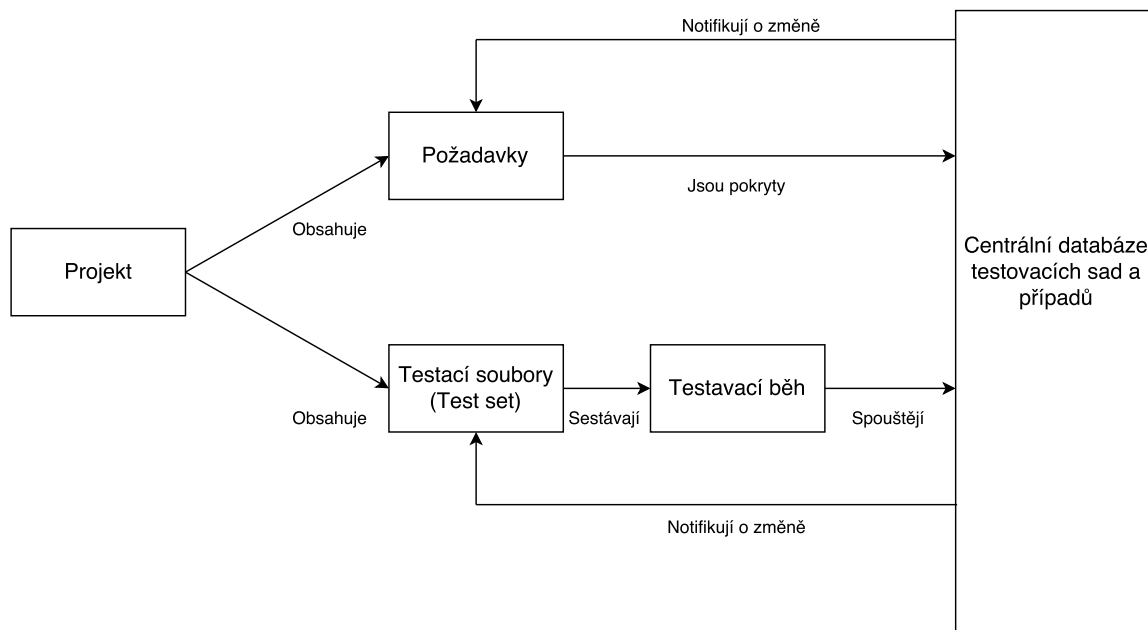 Notifikují o změně
Požadavky
Jsou pokryty
Obsahuje
Projekt
Centrální databáze
testovacích sad a
případů
Testací soubory
(Test set)
Testavací běh
Obsahuje
Sestávají
Spouštějí
Notifikují o změně